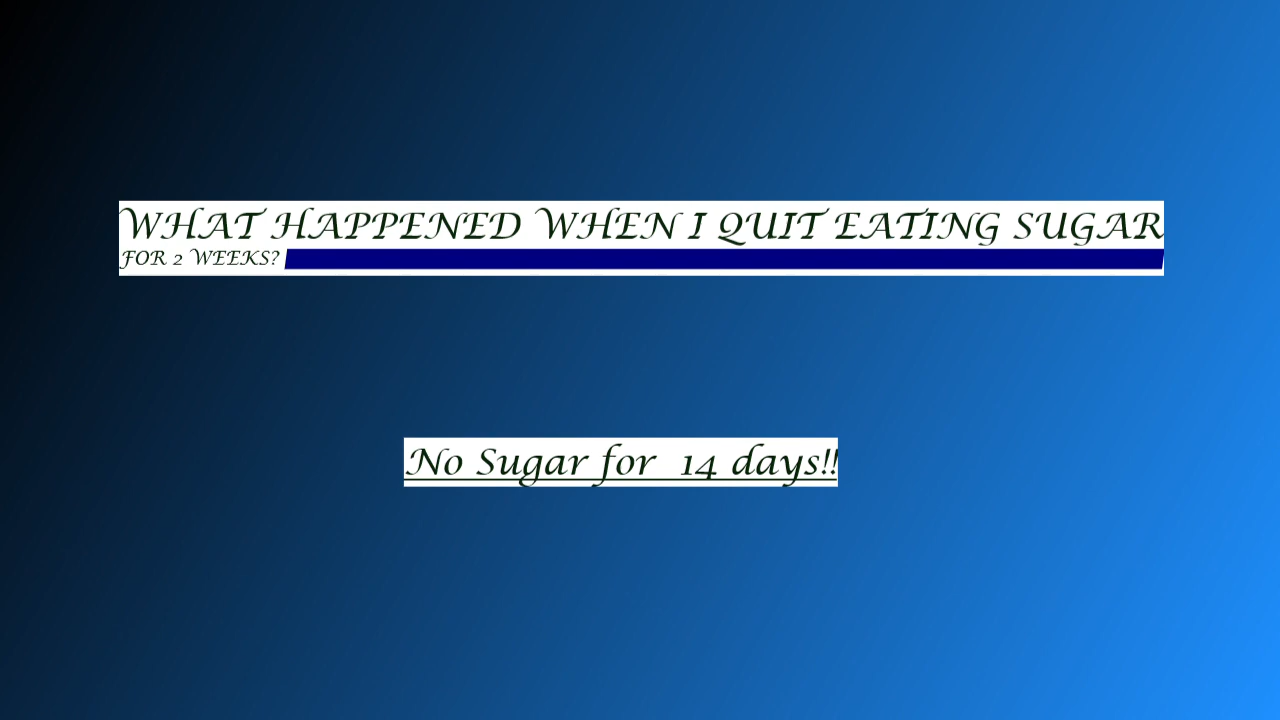 WHAT HAPPENED WHEN I QUIT EATING SUGAR
FOR 2 WEEKS?
No Sugar for 14 days!!